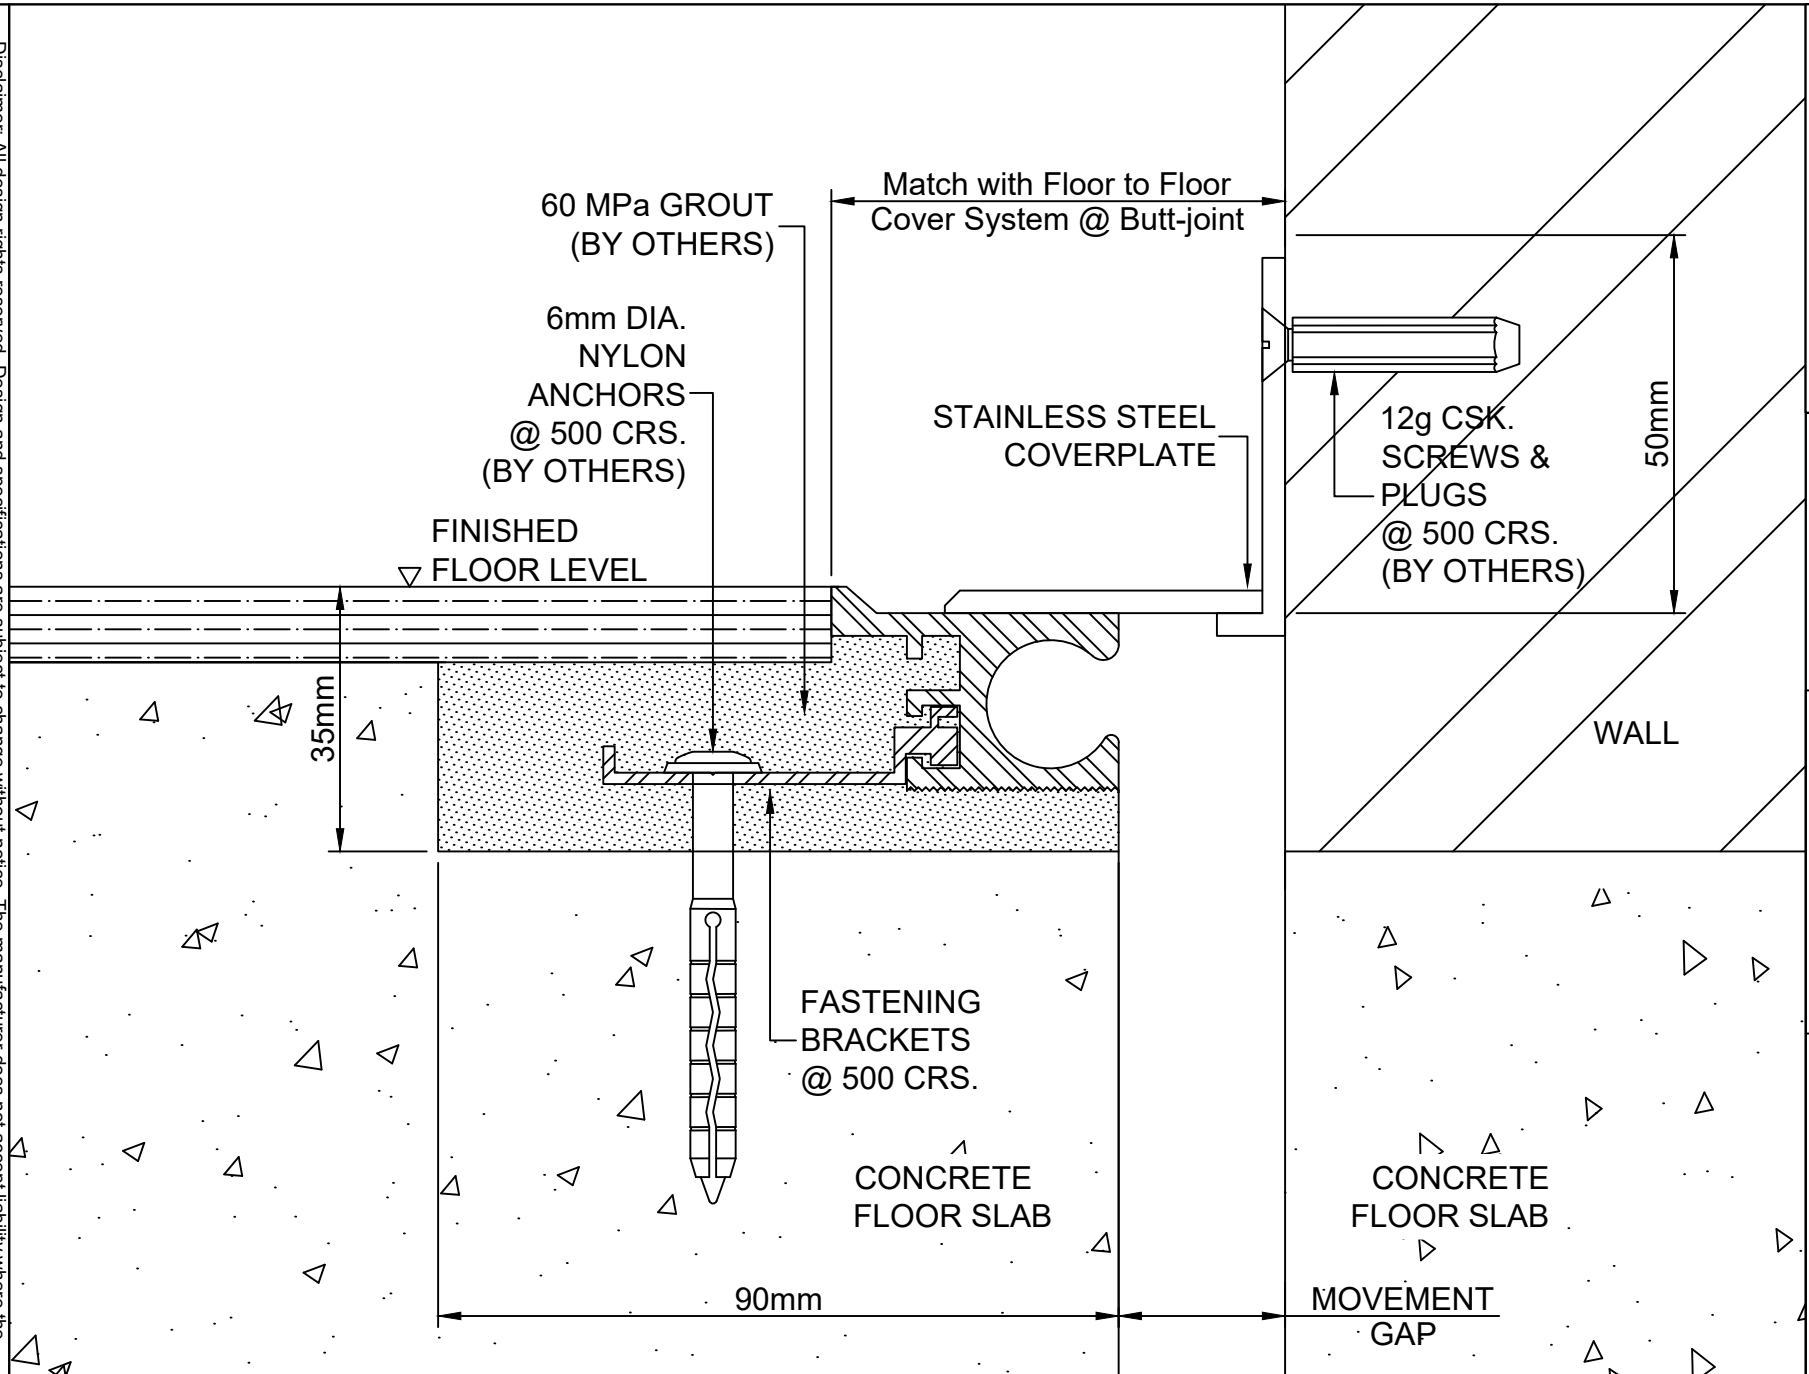 Match with Floor to Floor
Cover System @ Butt-joint
60 MPa GROUT
(BY OTHERS)
6mm DIA.
NYLON
ANCHORS
@ 500 CRS.
(BY OTHERS)
STAINLESS STEEL
COVERPLATE
12g CSK.
SCREWS &
PLUGS
@ 500 CRS.
(BY OTHERS)
50mm
FINISHED
FLOOR LEVEL
35mm
WALL
FASTENING
BRACKETS
@ 500 CRS.
CONCRETE
FLOOR SLAB
CONCRETE
FLOOR SLAB
90mm
MOVEMENT
GAP